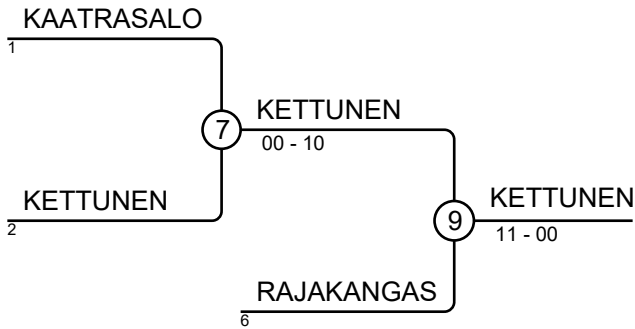 KAATRASALO
1
7
KETTUNEN
00 - 10
KETTUNEN
2
KETTUNEN
9
11 - 00
RAJAKANGAS
6